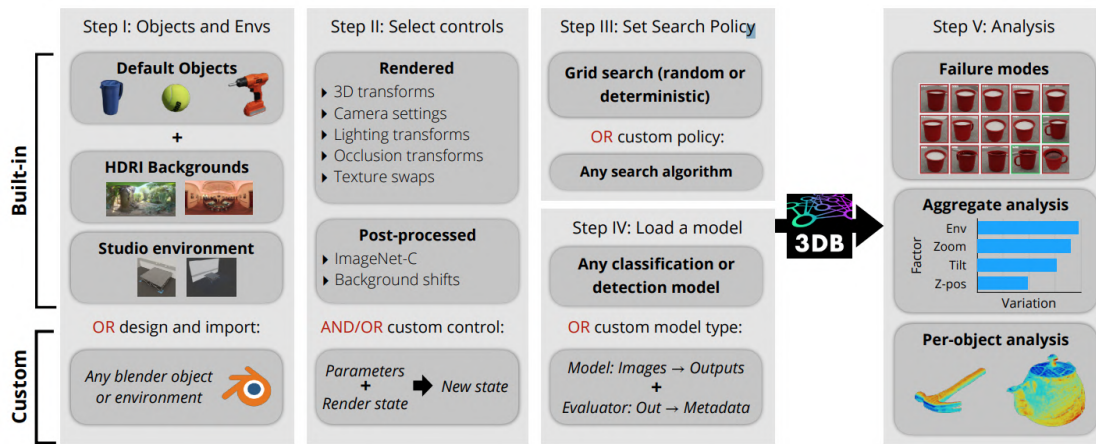 Built-in
Custom
Step I: Objects and Envs
Default Objects
+
HDRI Backgrounds
Studio environment
OR design and import:
Any blender object
or environment
Step II: Select controls
Rendered
3D transforms
Camera settings
Lighting transforms
Occlusion transforms
Texture swaps
Post-processed
ImageNet-C
Background shifts
AND/OR custom control:
Parameters
+
Render state
New state
Step III: Set Search Policy
Grid search (random or
deterministic)
OR custom policy:
Any search algorithm
Step IV: Load a model
Any classification or
detection model
OR custom model type:
Model: Images → Outputs
+
Evaluator: Out → Metadata
3DB
Step V: Analysis
Failure modes
Aggregate analysis
Factor
Env
Zoom
Tilt
Z-pos
Variation
Per-object analysis